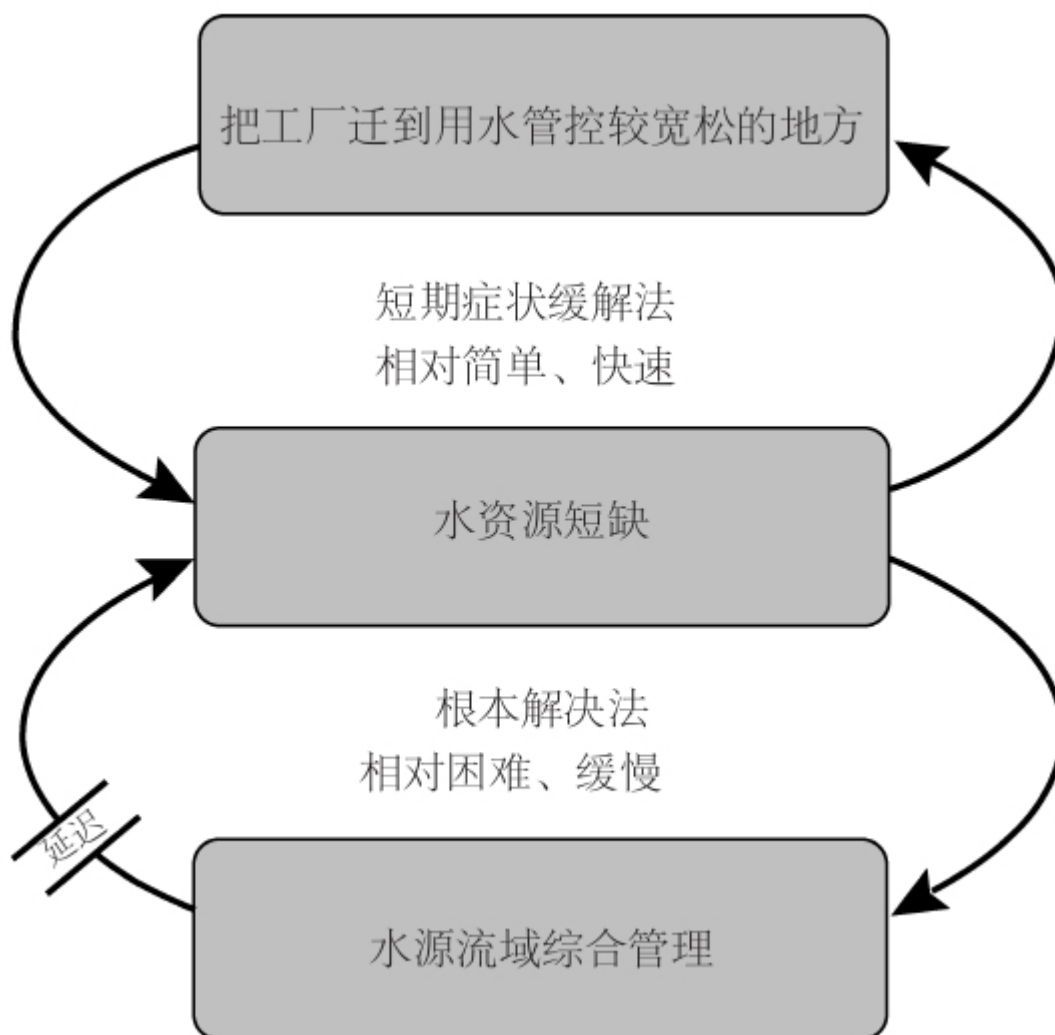 把工厂迁到用水管控较宽松的地方
短期症状缓解法
相对简单、快速
水资源短缺
根本解决法
相对困难、缓慢
延迟
水源流域综合管理